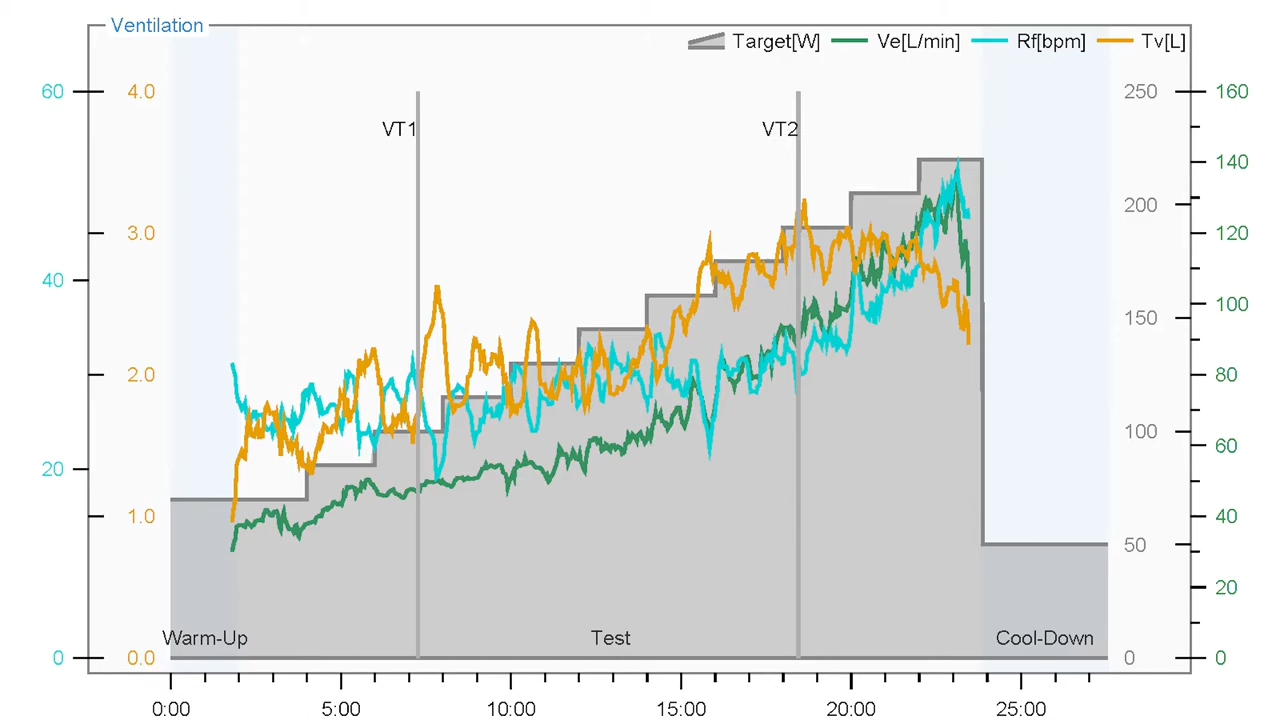 Ventilation
Target[W] Ve[L/min] Rf[bpm] Tv[L]
60 4.0 250 160
VT1 VT2
140
200
3.0 120
40
100
150
2.0 80
100
60
20
1.0 40
50
20
Warm-Up Test Cool-Down
0 0.0 0 0
0:00 5:00 10:00 15:00 20:00 25:00